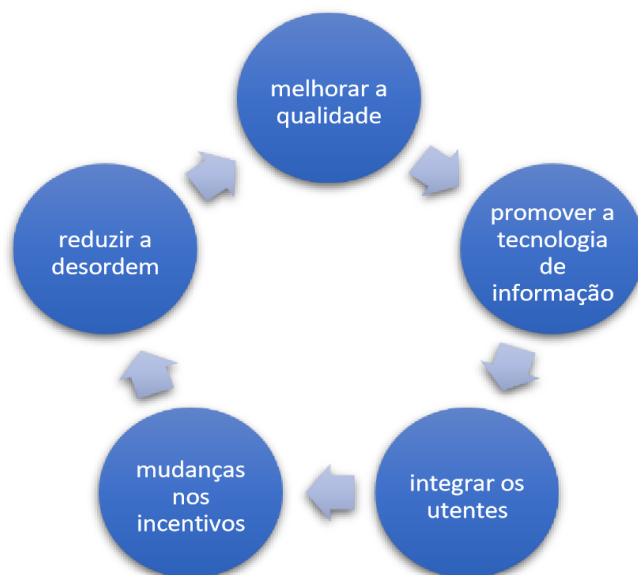 melhorar a
qualidade
promover a
tecnologia
de
informação
integrar os
utentes
mudanças
nos
incentivos
reduzir a
desordem